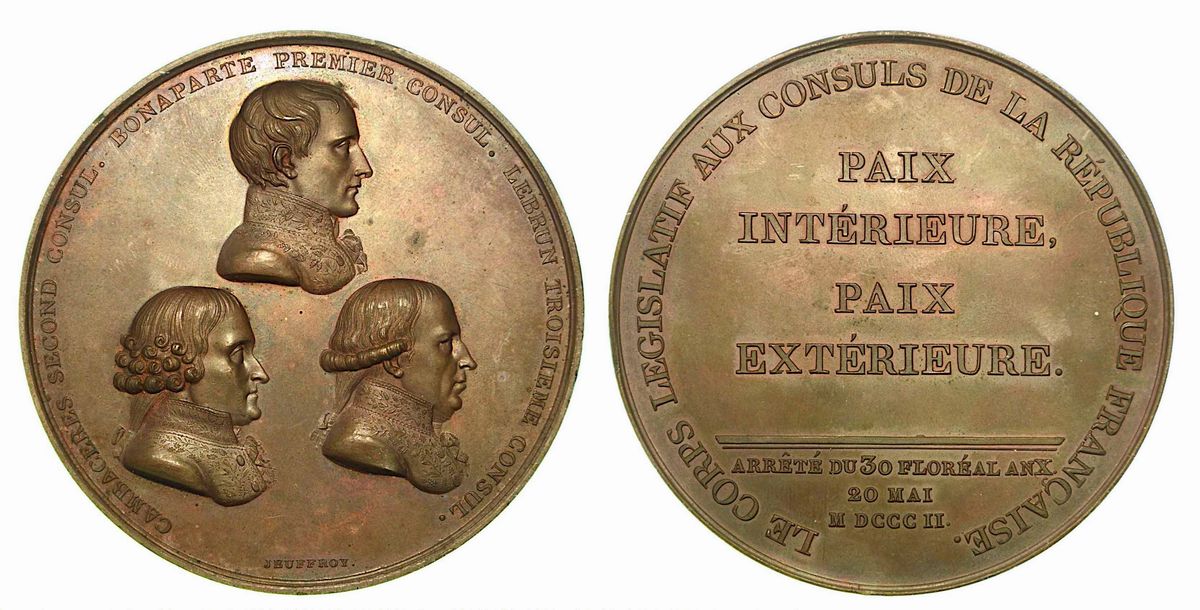 CAMBACERES SECOND CONSUL. BONAPARTE PREMIER CONSUL. LEBRUN TROISIEME CONSUL.
JEUFFROY.
LE CORPS LEGISLATIF AUX CONSULS DE LA RÉPUBLIQUE FRANÇAISE.
PAIX
INTÉRIEURE,
PAIX
EXTÉRIEURE.
ARRÊTÉ DU 30 FLORÉAL AN X
20 MAI
M DCCC II.